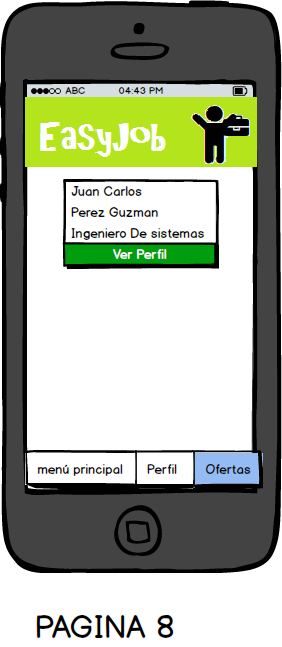 ABC 04:43 PM
EasyJob
Juan Carlos
Perez Guzman
Ingeniero De sistemas
Ver Perfil
menú principal Perfil Ofertas
PAGINA 8